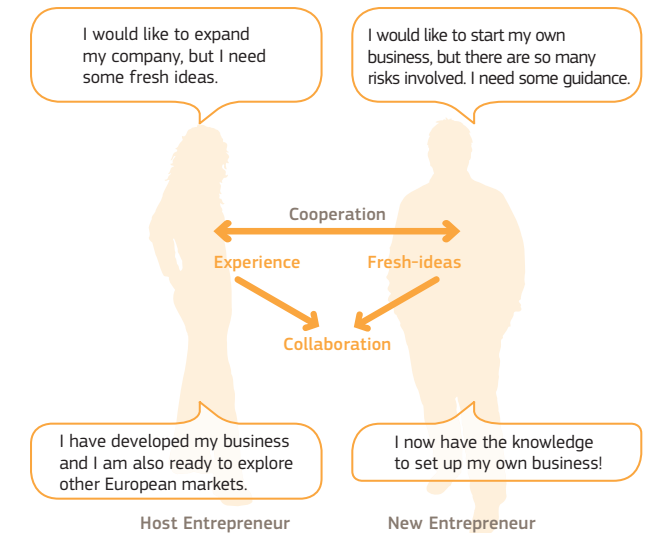 I would like to expand
my company, but I need
some fresh ideas.
I would like to start my own
business, but there are so many
risks involved. I need some guidance.
Cooperation
Experience
Fresh-ideas
Collaboration
I have developed my business
and I am also ready to explore
other European markets.
I now have the knowledge
to set up my own business!
Host Entrepreneur
New Entrepreneur